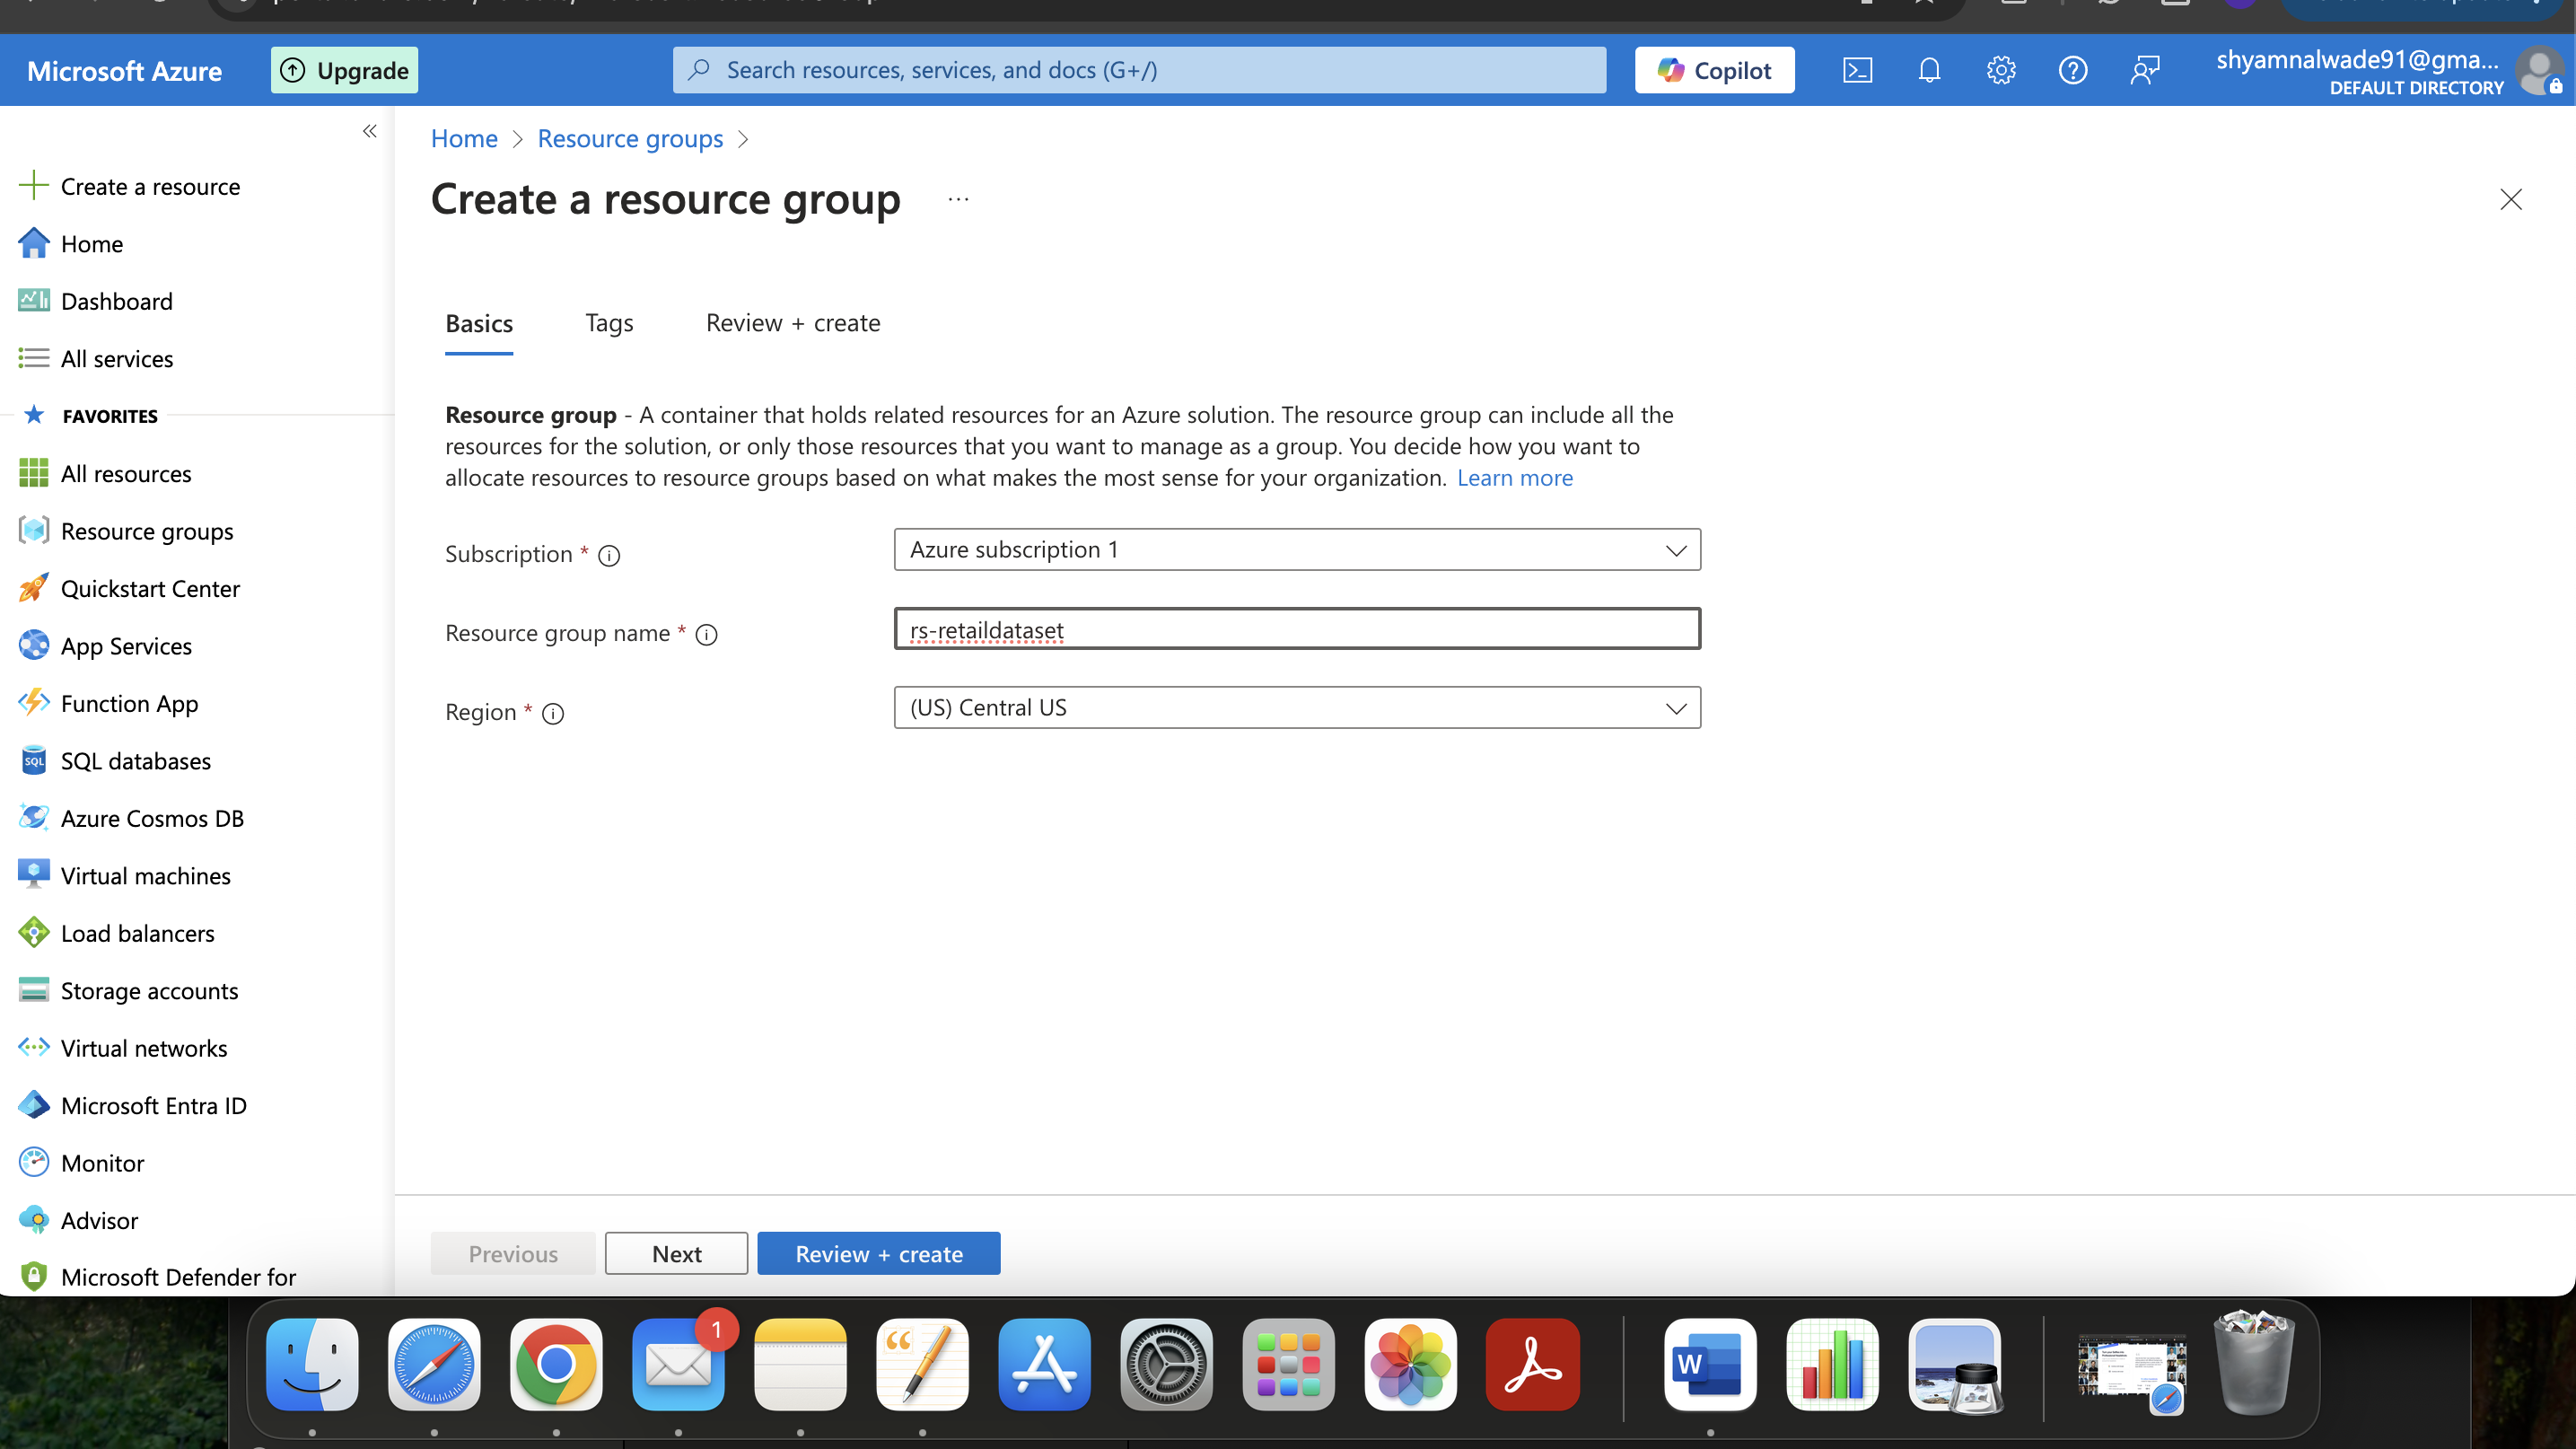 Microsoft Azure
Upgrade
Search resources, services, and docs (G+/)
Copilot
shyamnalwade91@gma...
DEFAULT DIRECTORY
Create a resource
Home
Dashboard
All services
FAVORITES
All resources
Resource groups
Quickstart Center
App Services
Function App
SQL databases
Azure Cosmos DB
Virtual machines
Load balancers
Storage accounts
Virtual networks
Microsoft Entra ID
Monitor
Advisor
Microsoft Defender for
Home > Resource groups >
Create a resource group ...
Basics Tags Review + create
Resource group - A container that holds related resources for an Azure solution. The resource group can include all the
resources for the solution, or only those resources that you want to manage as a group. You decide how you want to
allocate resources to resource groups based on what makes the most sense for your organization. Learn more
Subscription * Azure subscription 1
Resource group name * rs-retaildataset
Region * (US) Central US
Previous Next Review + create
1
W